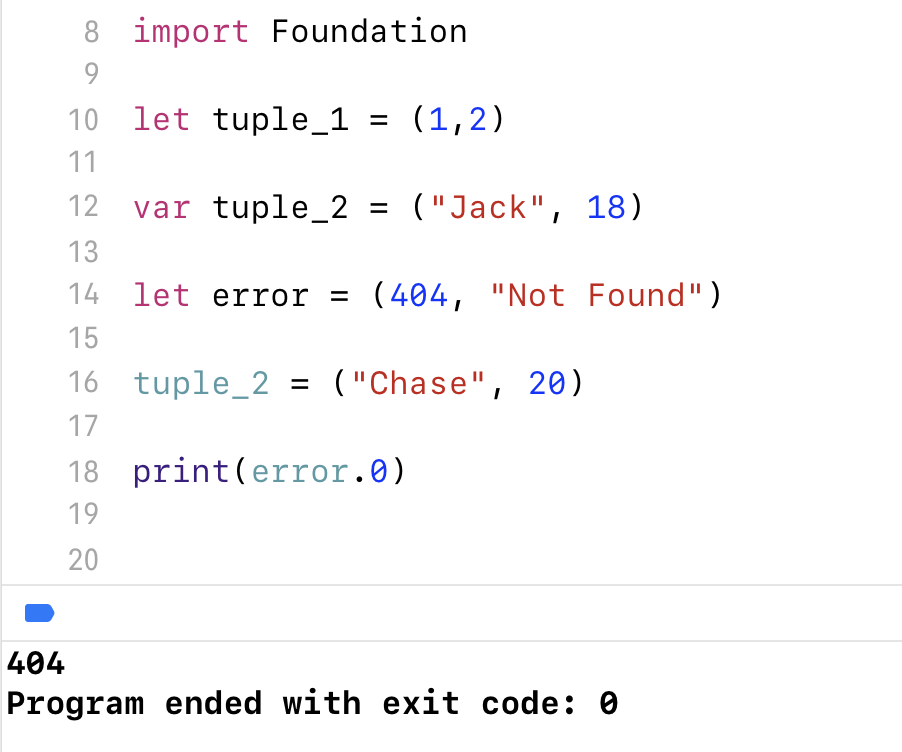 8 import Foundation
9
10 let tuple_1 = (1,2)
11
12 var tuple_2 = ("Jack", 18)
13
14 let error = (404, "Not Found")
15
16 tuple_2 = ("Chase", 20)
17
18 print(error.0)
19
20
404
Program ended with exit code: 0